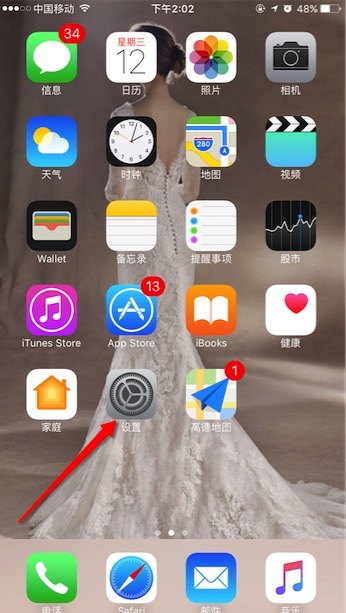 中国移动 下午2:02 48%
34
星期三
12
信息 日历 照片 相机
280
天气 时钟 地图 视频
Wallet 备忘录 提醒事项 股市
13
iTunes Store App Store iBooks 健康
1
家庭 设置 高德地图
电话 Safari 邮件 音乐